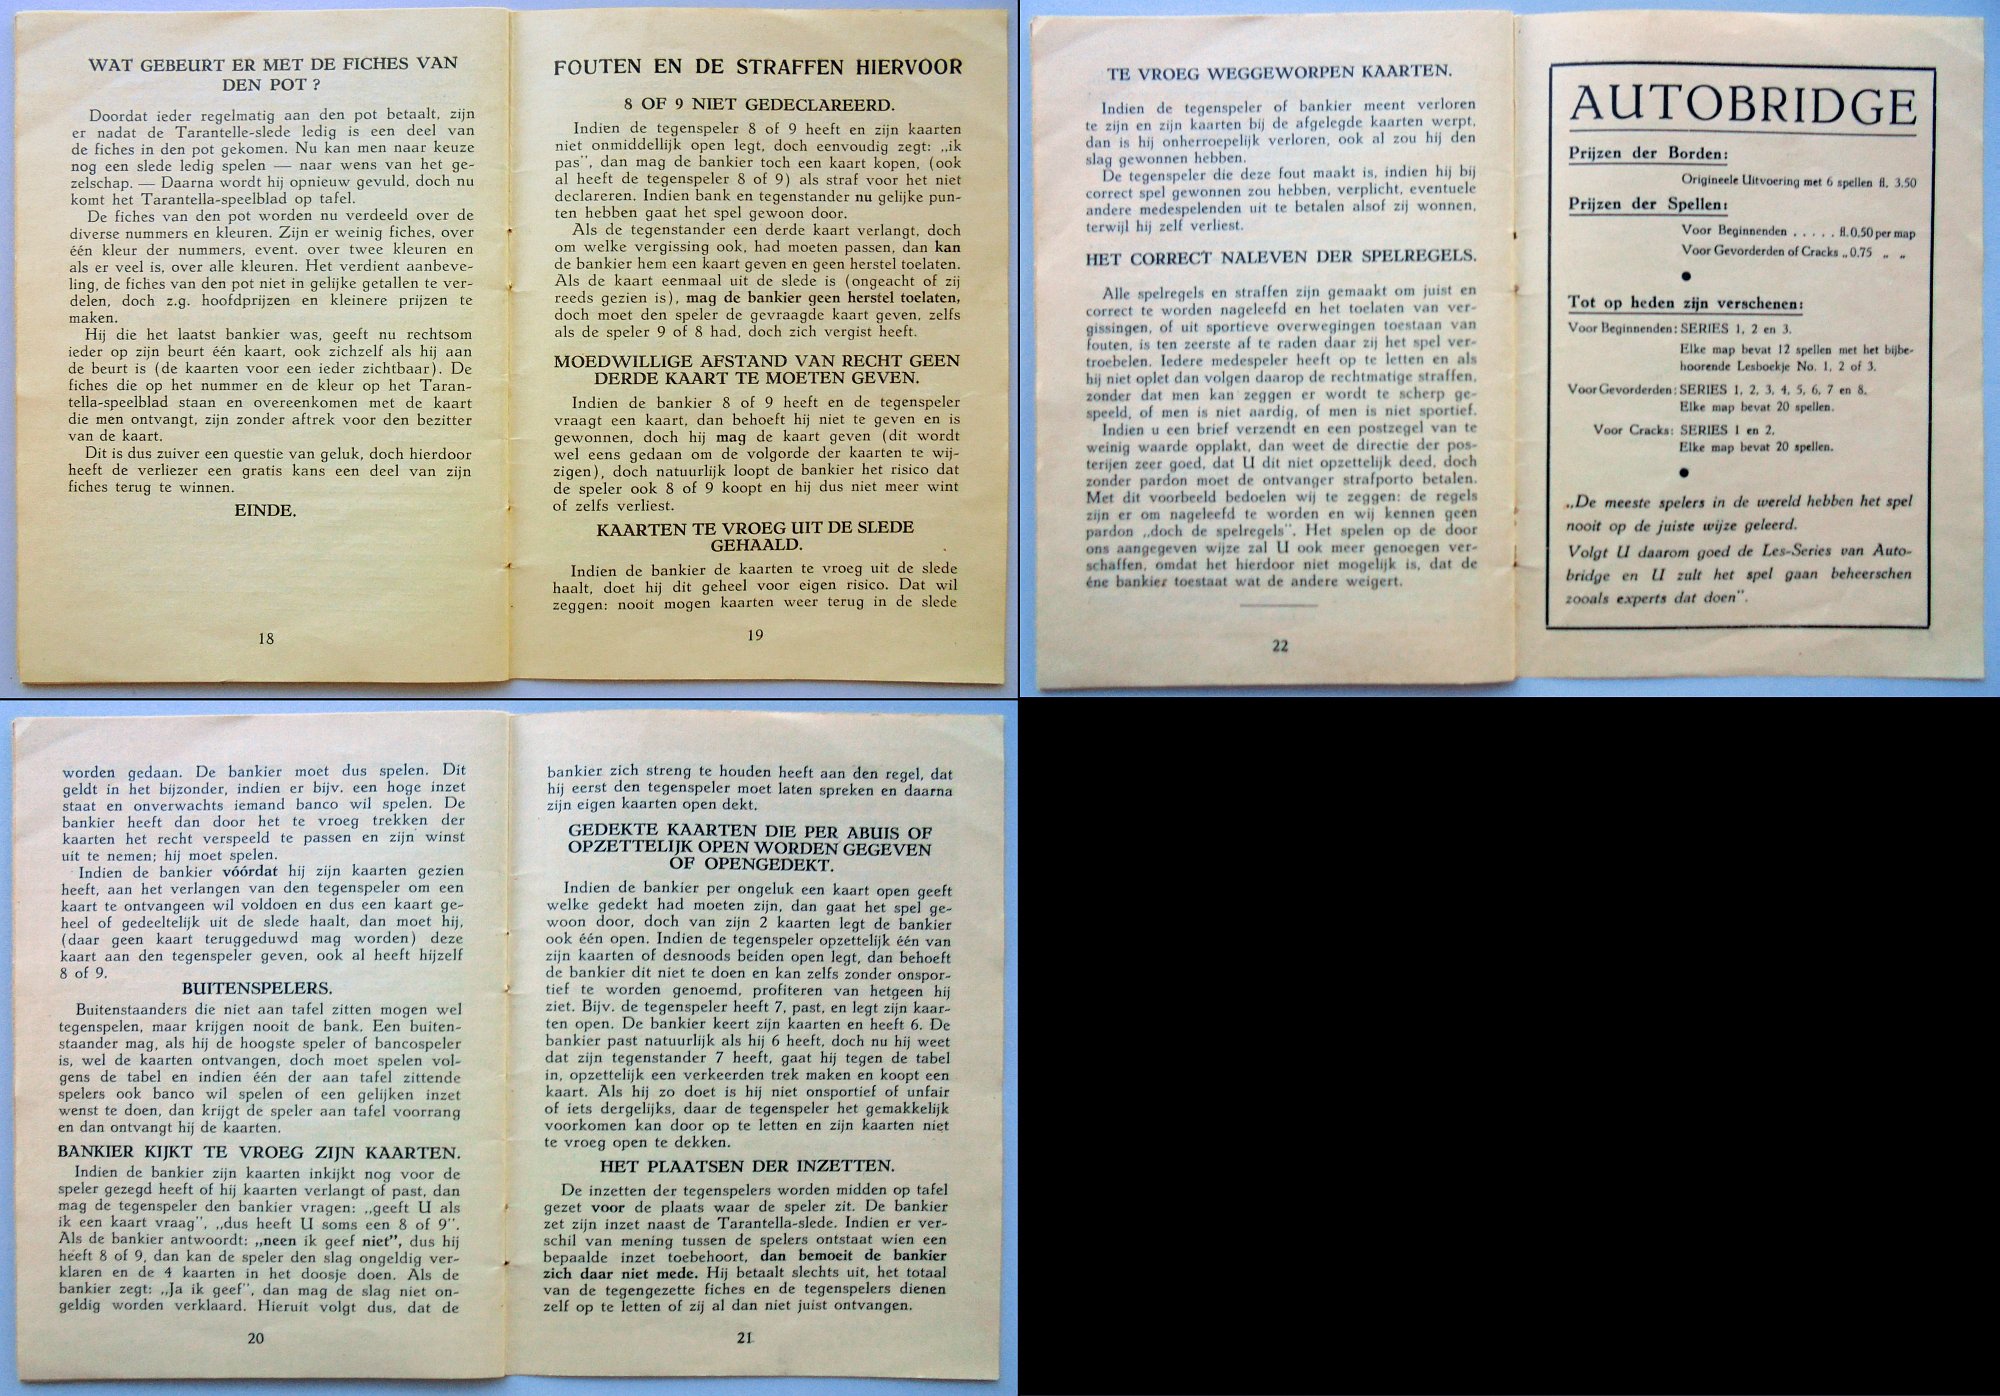 WAT GEBEURT ER MET DE FICHES VAN
DEN POT ?
Doordat ieder regelmatig aan den pot betaalt, zijn
er nadat de Tarantelle-slede ledig is een deel van
de fiches in den pot gekomen. Nu kan men naar keuze
nog een slede ledig spelen — naar wens van het ge-
zelschap. — Daarna wordt hij opnieuw gevuld, doch nu
komt het Tarantella-speelblad op tafel.
De fiches van den pot worden nu verdeeld over de
diverse nummers en kleuren. Zijn er weinig fiches, over
één kleur der nummers, event. over twee kleuren en
als er veel is, over alle kleuren. Het verdient aanbeve-
ling, de fiches van den pot niet in gelijke getallen te ver-
delen, doch z.g. hoofdprijzen en kleinere prijzen te
maken.
Hij die het laatst bankier was, geeft nu rechtsom
ieder op zijn beurt één kaart, ook zichzelf als hij aan
de beurt is (de kaarten voor een ieder zichtbaar). De
fiches die op het nummer en de kleur op het Taran-
tella-speelblad staan en overeenkomen met de kaart
die men ontvangt, zijn zonder aftrek voor den bezitter
van de kaart.
Dit is dus zuiver een questie van geluk, doch hierdoor
heeft de verliezer een gratis kans een deel van zijn
fiches terug te winnen.
EINDE.
18
FOUTEN EN DE STRAFFEN HIERVOOR
8 OF 9 NIET GEDECLAREERD.
Indien de tegenspeler 8 of 9 heeft en zijn kaarten
niet onmiddellijk open legt, doch eenvoudig zegt: „ik
pas", dan mag de bankier toch een kaart kopen, (ook
al heeft de tegenspeler 8 of 9) als straf voor het niet
declareren. Indien bank en tegenstander nu gelijke pun-
ten hebben gaat het spel gewoon door.
Als de tegenstander een derde kaart verlangt, doch
om welke vergissing ook, had moeten passen, dan kan
de bankier hem een kaart geven en geen herstel toelaten.
Als de kaart eenmaal uit de slede is (ongeacht of zij
reeds gezien is), mag de bankier geen herstel toelaten,
doch moet den speler de gevraagde kaart geven, zelfs
als de speler 9 of 8 had, doch zich vergist heeft.
MOEDWILLIGE AFSTAND VAN RECHT GEEN
DERDE KAART TE MOETEN GEVEN.
Indien de bankier 8 of 9 heeft en de tegenspeler
vraagt een kaart, dan behoeft hij niet te geven en is
gewonnen, doch hij mag de kaart geven (dit wordt
wel eens gedaan om de volgorde der kaarten te wij-
zigen), doch natuurlijk loopt de bankier het risico dat
de speler ook 8 of 9 koopt en hij dus niet meer wint
of zelfs verliest.
KAARTEN TE VROEG UIT DE SLEDE
GEHAALD.
Indien de bankier de kaarten te vroeg uit de slede
haalt, doet hij dit geheel voor eigen risico. Dat wil
zeggen: nooit mogen kaarten weer terug in de slede
19
TE VROEG WEGGEWORPEN KAARTEN.
Indien de tegenspeler of bankier meent verloren
te zijn en zijn kaarten bij de afgelegde kaarten werpt,
dan is hij onherroepelijk verloren, ook al zou hij den
slag gewonnen hebben.
De tegenspeler die deze fout maakt is, indien hij bij
correct spel gewonnen zou hebben, verplicht, eventuele
andere medespelenden uit te betalen alsof zij wonnen,
terwijl hij zelf verliest.
HET CORRECT NALEVEN DER SPELREGELS.
Alle spelregels en straffen zijn gemaakt om juist en
correct te worden nageleefd en het toelaten van ver-
gissingen, of uit sportieve overwegingen toestaan van
fouten, is ten zeerste af te raden daar zij het spel ver-
troebelen. Iedere medespeler heeft op te letten en als
hij niet oplet dan volgen daarop de rechtmatige straffen,
zonder dat men kan zeggen er wordt te scherp ge-
speeld, of men is niet aardig, of men is niet sportief.
Indien u een brief verzendt en een postzegel van te
weinig waarde opplakt, dan weet de directie der pos-
terijen zeer goed, dat U dit niet opzettelijk deed, doch
zonder pardon moet de ontvanger strafporto betalen.
Met dit voorbeeld bedoelen wij te zeggen: de regels
zijn er om nageleefd te worden en wij kennen geen
pardon „doch de spelregels". Het spelen op de door
ons aangegeven wijze zal U ook meer genoegen ver-
schaffen, omdat het hierdoor niet mogelijk is, dat de
éne bankier toestaat wat de andere weigert.
22
AUTOBRIDGE
Prijzen der Borden:
Origineele Uitvoering met 6 spellen fl. 3.50
Prijzen der Spellen:
Voor Beginnenden . . . . . fl.0.50 per map
Voor Gevorderden of Cracks „ 0.75 „ „
Tot op heden zijn verschenen:
Voor Beginnenden: SERIES 1, 2 en 3.
Elke map bevat 12 spellen met het bijbe-
hoorende Lesboekje No. 1, 2 of 3.
Voor Gevorderden: SERIES 1, 2, 3, 4, 5, 6, 7 en 8.
Elke map bevat 20 spellen.
Voor Cracks: SERIES 1 en 2.
Elke map bevat 20 spellen.
„De meeste spelers in de wereld hebben het spel
nooit op de juiste wijze geleerd.
Volgt U daarom goed de Les-Series van Auto-
bridge en U zult het spel gaan beheerschen
zooals experts dat doen".
worden gedaan. De bankier moet dus spelen. Dit
geldt in het bijzonder, indien er bijv. een hoge inzet
staat en onverwachts iemand banco wil spelen. De
bankier heeft dan door het te vroeg trekken der
kaarten het recht verspeeld te passen en zijn winst
uit te nemen; hij moet spelen.
Indien de bankier vóórdat hij zijn kaarten gezien
heeft, aan het verlangen van den tegenspeler om een
kaart te ontvangeen wil voldoen en dus een kaart ge-
heel of gedeeltelijk uit de slede haalt, dan moet hij,
(daar geen kaart teruggeduwd mag worden) deze
kaart aan den tegenspeler geven, ook al heeft hijzelf
8 of 9.
BUITENSPELERS.
Buitenstaanders die niet aan tafel zitten mogen wel
tegenspelen, maar krijgen nooit de bank. Een buiten-
staander mag, als hij de hoogste speler of bancospeler
is, wel de kaarten ontvangen, doch moet spelen vol-
gens de tabel en indien één der aan tafel zittende
spelers ook banco wil spelen of een gelijken inzet
wenst te doen, dan krijgt de speler aan tafel voorrang
en dan ontvangt hij de kaarten.
BANKIER KIJKT TE VROEG ZIJN KAARTEN.
Indien de bankier zijn kaarten inkijkt nog voor de
speler gezegd heeft of hij kaarten verlangt of past, dan
mag de tegenspeler den bankier vragen: „geeft U als
ik een kaart vraag", „dus heeft U soms een 8 of 9".
Als de bankier antwoordt: „neen ik geef niet", dus hij
heeft 8 of 9, dan kan de speler den slag ongeldig ver-
klaren en de 4 kaarten in het doosje doen. Als de
bankier zegt: „Ja ik geef", dan mag de slag niet on-
geldig worden verklaard. Hieruit volgt dus, dat de
20
bankier zich streng te houden heeft aan den regel, dat
hij eerst den tegenspeler moet laten spreken en daarna
zijn eigen kaarten open dekt.
GEDEKTE KAARTEN DIE PER ABUIS OF
OPZETTELIJK OPEN WORDEN GEGEVEN
OF OPENGEDEKT.
Indien de bankier per ongeluk een kaart open geeft
welke gedekt had moeten zijn, dan gaat het spel ge-
woon door, doch van zijn 2 kaarten legt de bankier
ook één open. Indien de tegenspeler opzettelijk één van
zijn kaarten of desnoods beiden open legt, dan behoeft
de bankier dit niet te doen en kan zelfs zonder onspor-
tief te worden genoemd, profiteren van hetgeen hij
ziet. Bijv. de tegenspeler heeft 7, past, en legt zijn kaar-
ten open. De bankier keert zijn kaarten en heeft 6. De
bankier past natuurlijk als hij 6 heeft, doch nu hij weet
dat zijn tegenstander 7 heeft, gaat hij tegen de tabel
in, opzettelijk een verkeerden trek maken en koopt een
kaart. Als hij zo doet is hij niet onsportief of unfair
of iets dergelijks, daar de tegenspeler het gemakkelijk
voorkomen kan door op te letten en zijn kaarten niet
te vroeg open te dekken.
HET PLAATSEN DER INZETTEN.
De inzetten der tegenspelers worden midden op tafel
gezet voor de plaats waar de speler zit. De bankier
zet zijn inzet naast de Tarantella-slede. Indien er ver-
schil van mening tussen de spelers ontstaat wien een
bepaalde inzet toebehoort, dan bemoeit de bankier
zich daar niet mede. Hij betaalt slechts uit, het totaal
van de tegengezette fiches en de tegenspelers dienen
zelf op te letten of zij al dan niet juist ontvangen.
21